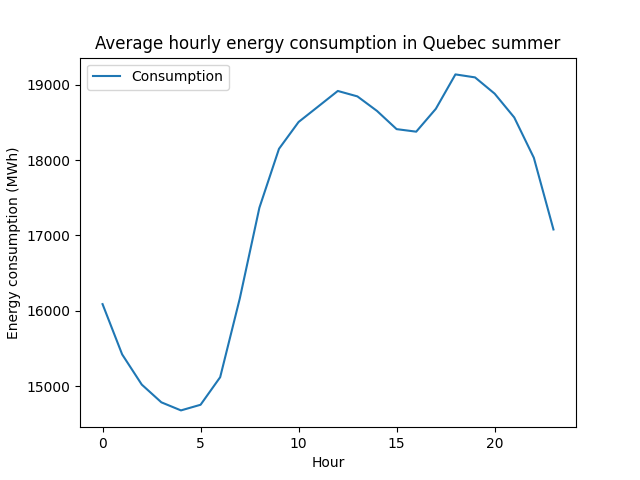 Average hourly energy consumption in Quebec summer
Consumption
19000
18000
17000
16000
15000
Energy consumption (MWh)
0 5 10 15 20
Hour